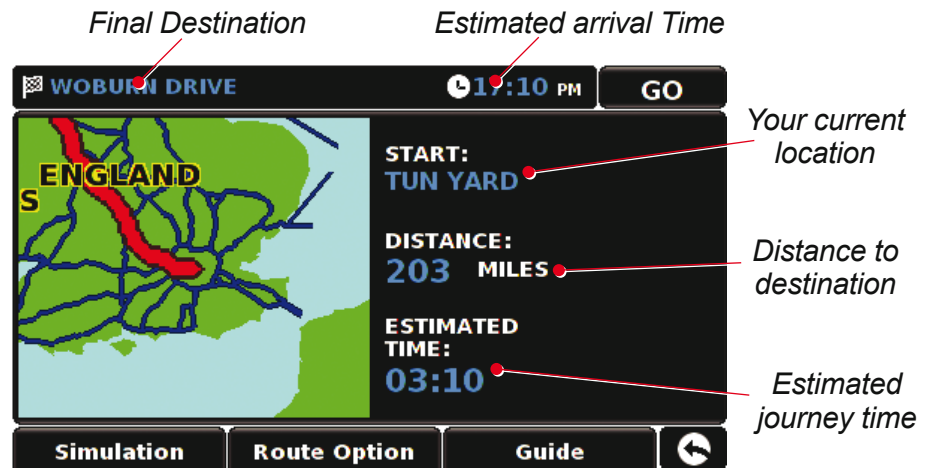 Final Destination
Estimated arrival Time
WOBURN DRIVE
17:10 PM
GO
Your current
location
ENGLAND
S
START:
TUN YARD
DISTANCE:
203 MILES
Distance to
destination
ESTIMATED
TIME:
03:10
Estimated
journey time
Simulation
Route Option
Guide